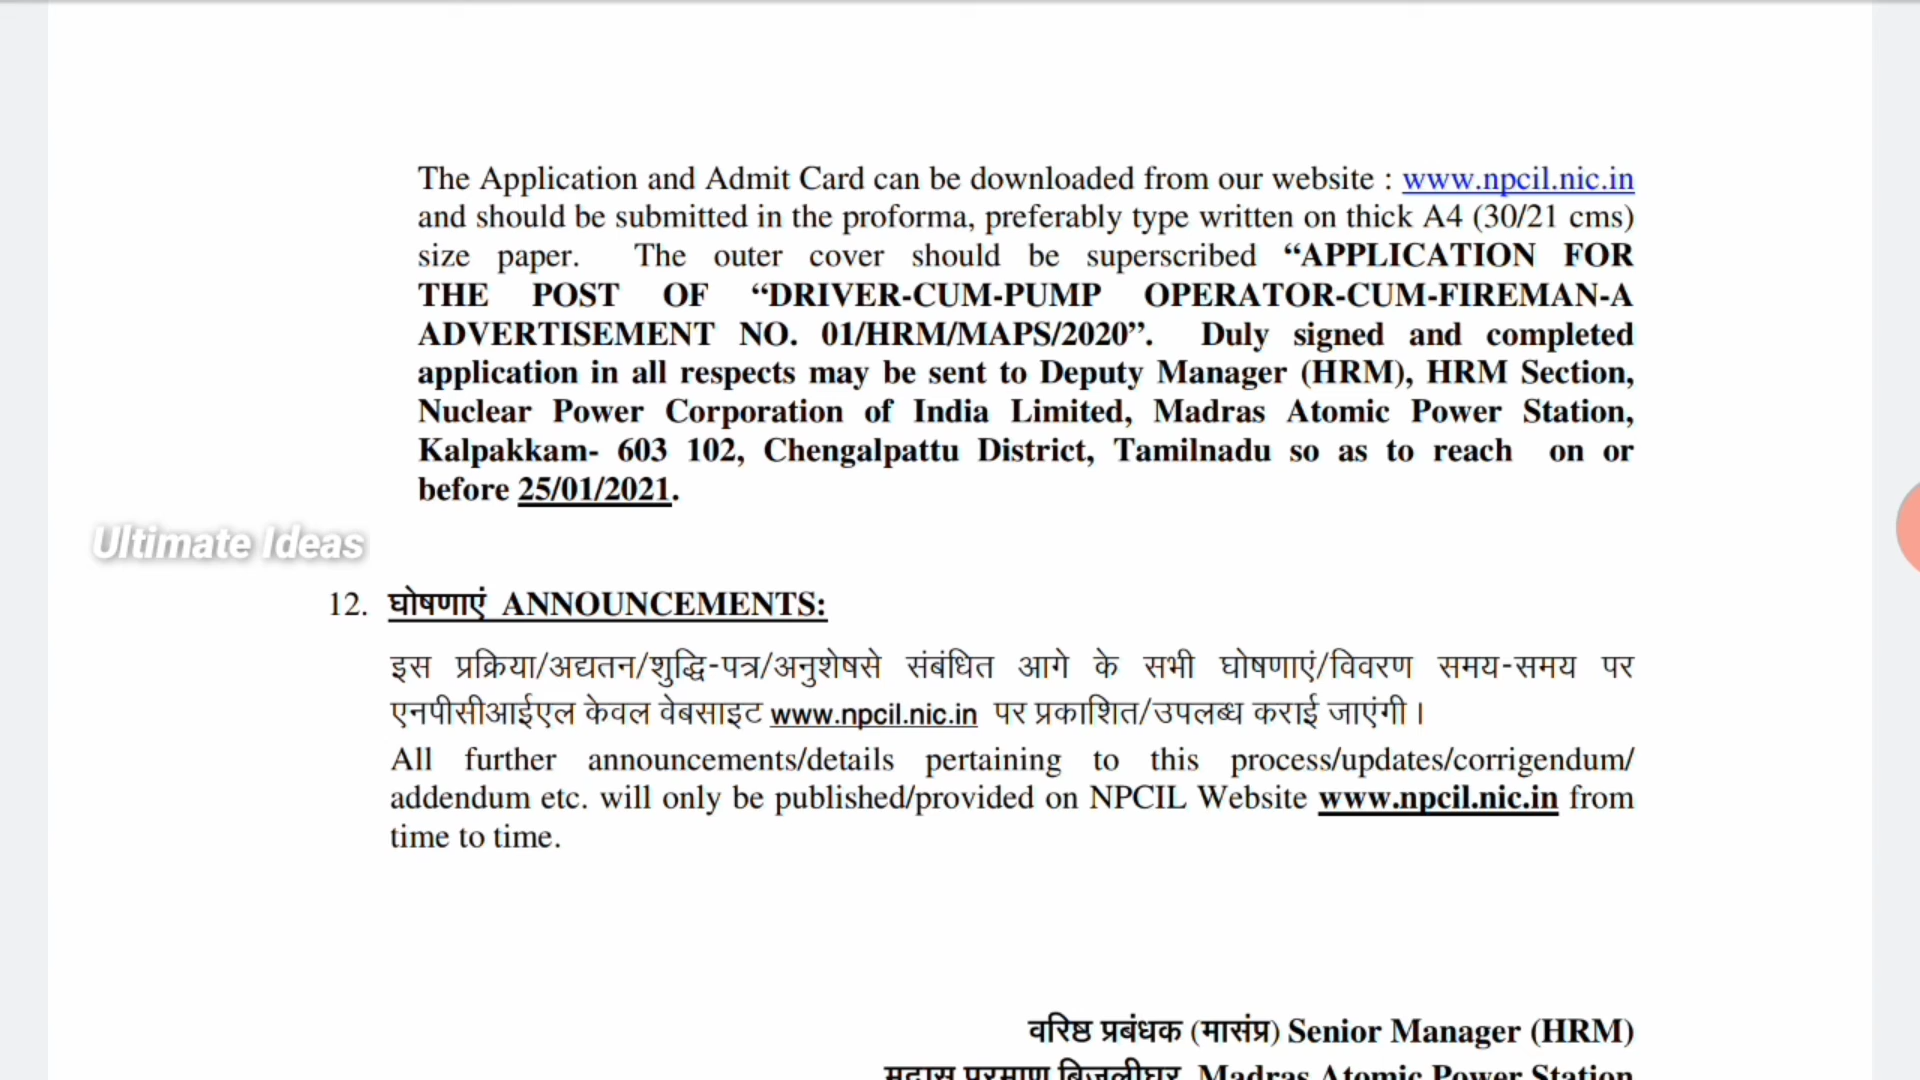 The Application and Admit Card can be downloaded from our website : www.npcil.nic.in
and should be submitted in the proforma, preferably type written on thick A4 (30/21 cms)
size paper. The outer cover should be superscribed “APPLICATION FOR
THE POST OF “DRIVER-CUM-PUMP OPERATOR-CUM-FIREMAN-A
ADVERTISEMENT NO. 01/HRM/MAPS/2020”. Duly signed and completed
application in all respects may be sent to Deputy Manager (HRM), HRM Section,
Nuclear Power Corporation of India Limited, Madras Atomic Power Station,
Kalpakkam- 603 102, Chengalpattu District, Tamilnadu so as to reach on or
before 25/01/2021.
Ultimate Ideas
12. घोषणाएं ANNOUNCEMENTS:
इस प्रक्रिया/अद्यतन/शुद्धि-पत्र/अनुशेषसे संबंधित आगे के सभी घोषणाएं/विवरण समय-समय पर
एनपीसीआईएल केवल वेबसाइट www.npcil.nic.in पर प्रकाशित/उपलब्ध कराई जाएंगी ।
All further announcements/details pertaining to this process/updates/corrigendum/
addendum etc. will only be published/provided on NPCIL Website www.npcil.nic.in from
time to time.
वरिष्ठ प्रबंधक (मासंप्र) Senior Manager (HRM)
मद्रास परमाणु बिजलीघर Madras Atomic Power Station